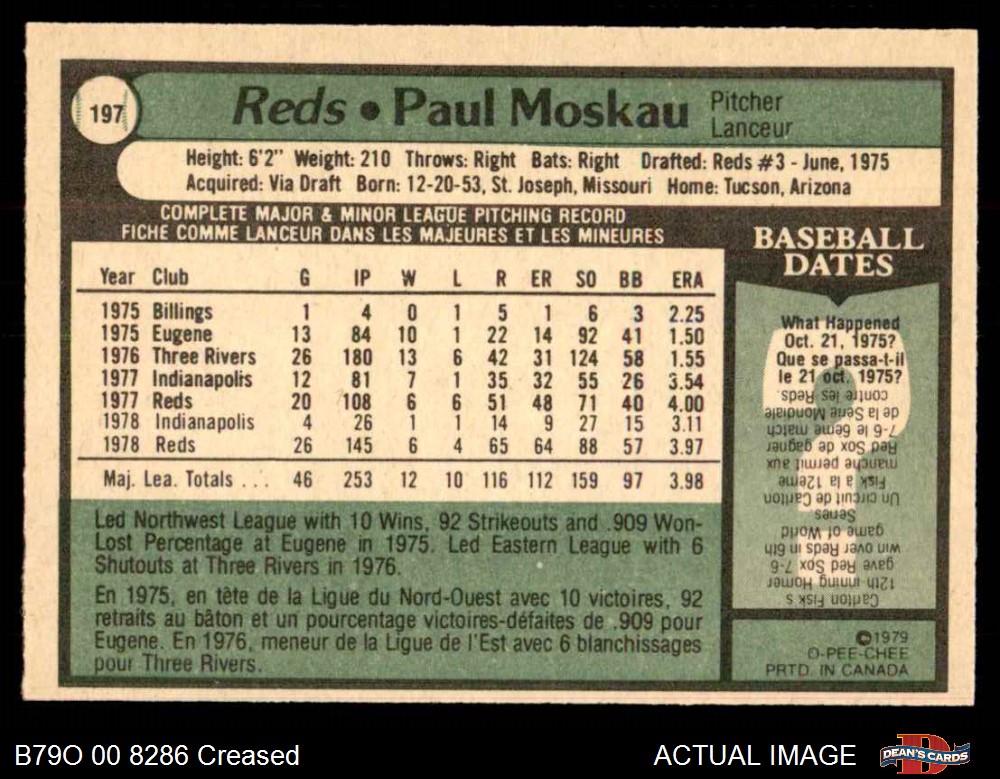 197
Reds • Paul Moskau
Pitcher
Lanceur
Height: 6'2" Weight: 210 Throws: Right Bats: Right Drafted: Reds #3 - June, 1975
Acquired: Via Draft Born: 12-20-53, St. Joseph, Missouri Home: Tucson, Arizona
COMPLETE MAJOR & MINOR LEAGUE PITCHING RECORD
FICHE COMME LANCEUR DANS LES MAJEURES ET LES MINEURES
Year Club G IP W L R ER SO BB ERA
1975 Billings 1 4 0 1 5 1 6 3 2.25
1975 Eugene 13 84 10 1 22 14 92 41 1.50
1976 Three Rivers 26 180 13 6 42 31 124 58 1.55
1977 Indianapolis 12 81 7 1 35 32 55 26 3.54
1977 Reds 20 108 6 6 51 48 71 40 4.00
1978 Indianapolis 4 26 1 1 14 9 27 15 3.11
1978 Reds 26 145 6 4 65 64 88 57 3.97
Maj. Lea. Totals ... 46 253 12 10 116 112 159 97 3.98
Led Northwest League with 10 Wins, 92 Strikeouts and .909 Won-
Lost Percentage at Eugene in 1975. Led Eastern League with 6
Shutouts at Three Rivers in 1976.
En 1975, en tête de la Ligue du Nord-Ouest avec 10 victoires, 92
retraits au bâton et un pourcentage victoires-défaites de .909 pour
Eugene. En 1976, meneur de la Ligue de l'Est avec 6 blanchissages
pour Three Rivers.
BASEBALL
DATES
What Happened
Oct. 21, 1975?
Que se passa-t-il
le 21 oct. 1975?
Carlton Fisk's
12th inning Homer
gave Red Sox 7-6
win over Reds in 6th
game of World
Series
Un circuit de Carlton
Fisk à la 12ème
manche permit aux
Red Sox de gagner
7-6 le 6ème match
de la Série Mondiale
contre les Reds.
©1979
O-PEE-CHEE
PRTD. IN CANADA
B79O 00 8286 Creased
ACTUAL IMAGE
DEAN'S CARDS